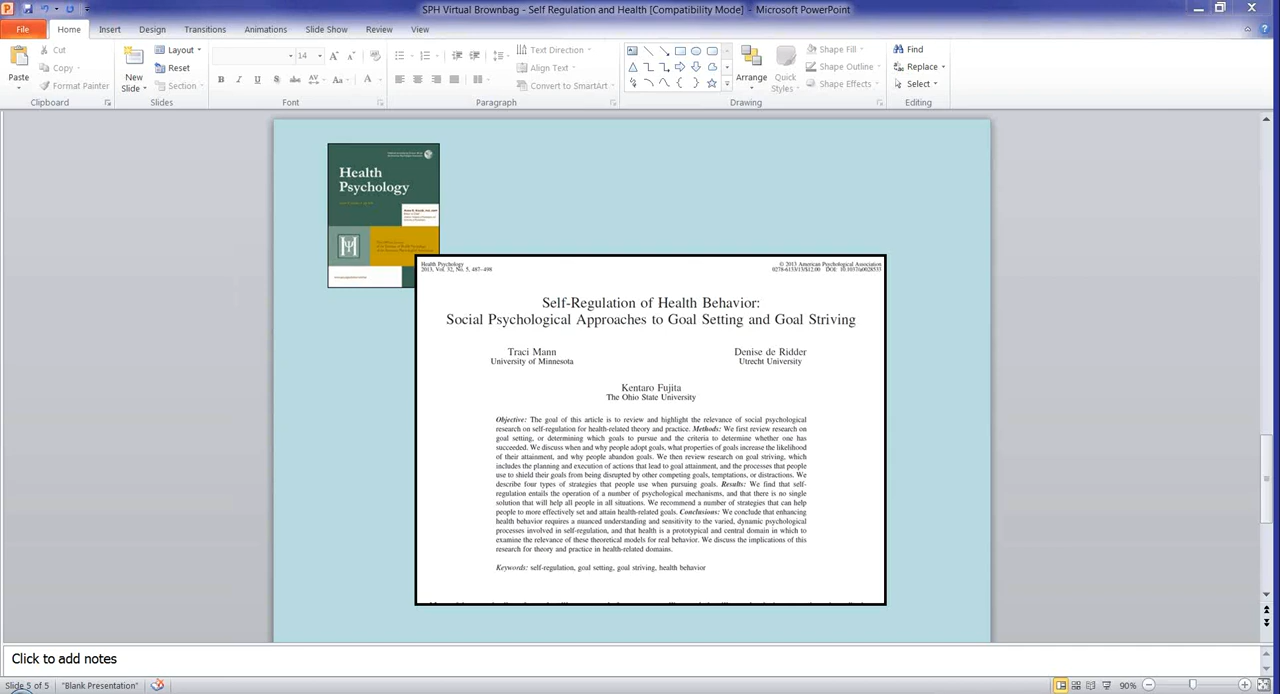 SPH Virtual Brownbag - Self Regulation and Health [Compatibility Mode] – Microsoft PowerPoint
File Home Insert Design Transitions Animations Slide Show Review View
Paste
Cut
Copy
Format Painter
Clipboard
New Slide
Layout
Reset
Section
Slides
14
Font
Text Direction
Align Text
Convert to SmartArt
Paragraph
Arrange
Quick Styles
Shape Fill
Shape Outline
Shape Effects
Drawing
Find
Replace
Select
Editing
Health
Psychology
Health Psychology
2013, Vol. 32, No. 5, 487–498
© 2013 American Psychological Association
0278-6133/13/$12.00 DOI: 10.1037/a0028533
Self-Regulation of Health Behavior:
Social Psychological Approaches to Goal Setting and Goal Striving
Traci Mann
University of Minnesota
Denise de Ridder
Utrecht University
Kentaro Fujita
The Ohio State University
Objective: The goal of this article is to review and highlight the relevance of social psychological
research on self-regulation for health-related theory and practice. Methods: We first review research on
goal setting, or determining which goals to pursue and the criteria to determine whether one has
succeeded. We discuss when and why people adopt goals, what properties of goals increase the likelihood
of their attainment, and why people abandon goals. We then review research on goal striving, which
includes the planning and execution of actions that lead to goal attainment, and the processes that people
use to shield their goals from being disrupted by other competing goals, temptations, or distractions. We
describe four types of strategies that people use when pursuing goals. Results: We find that self-
regulation entails the operation of a number of psychological mechanisms, and that there is no single
solution that will help all people in all situations. We recommend a number of strategies that can help
people to more effectively set and attain health-related goals. Conclusions: We conclude that enhancing
health behavior requires a nuanced understanding and sensitivity to the varied, dynamic psychological
processes involved in self-regulation, and that health is a prototypical and central domain in which to
examine the relevance of these theoretical models for real behavior. We discuss the implications of this
research for theory and practice in health-related domains.
Keywords: self-regulation, goal setting, goal striving, health behavior
Click to add notes
Slide 5 of 5 "Blank Presentation" 90%